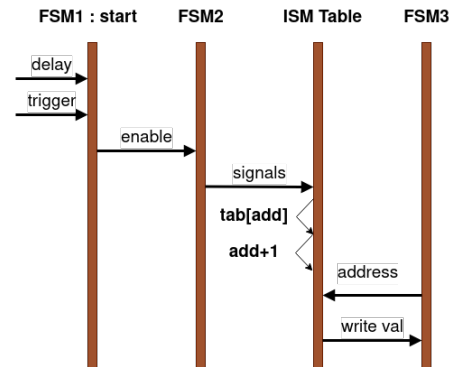 FSM1 : start FSM2 ISM Table FSM3
delay
trigger
enable
signals
tab[add]
add+1
address
write val